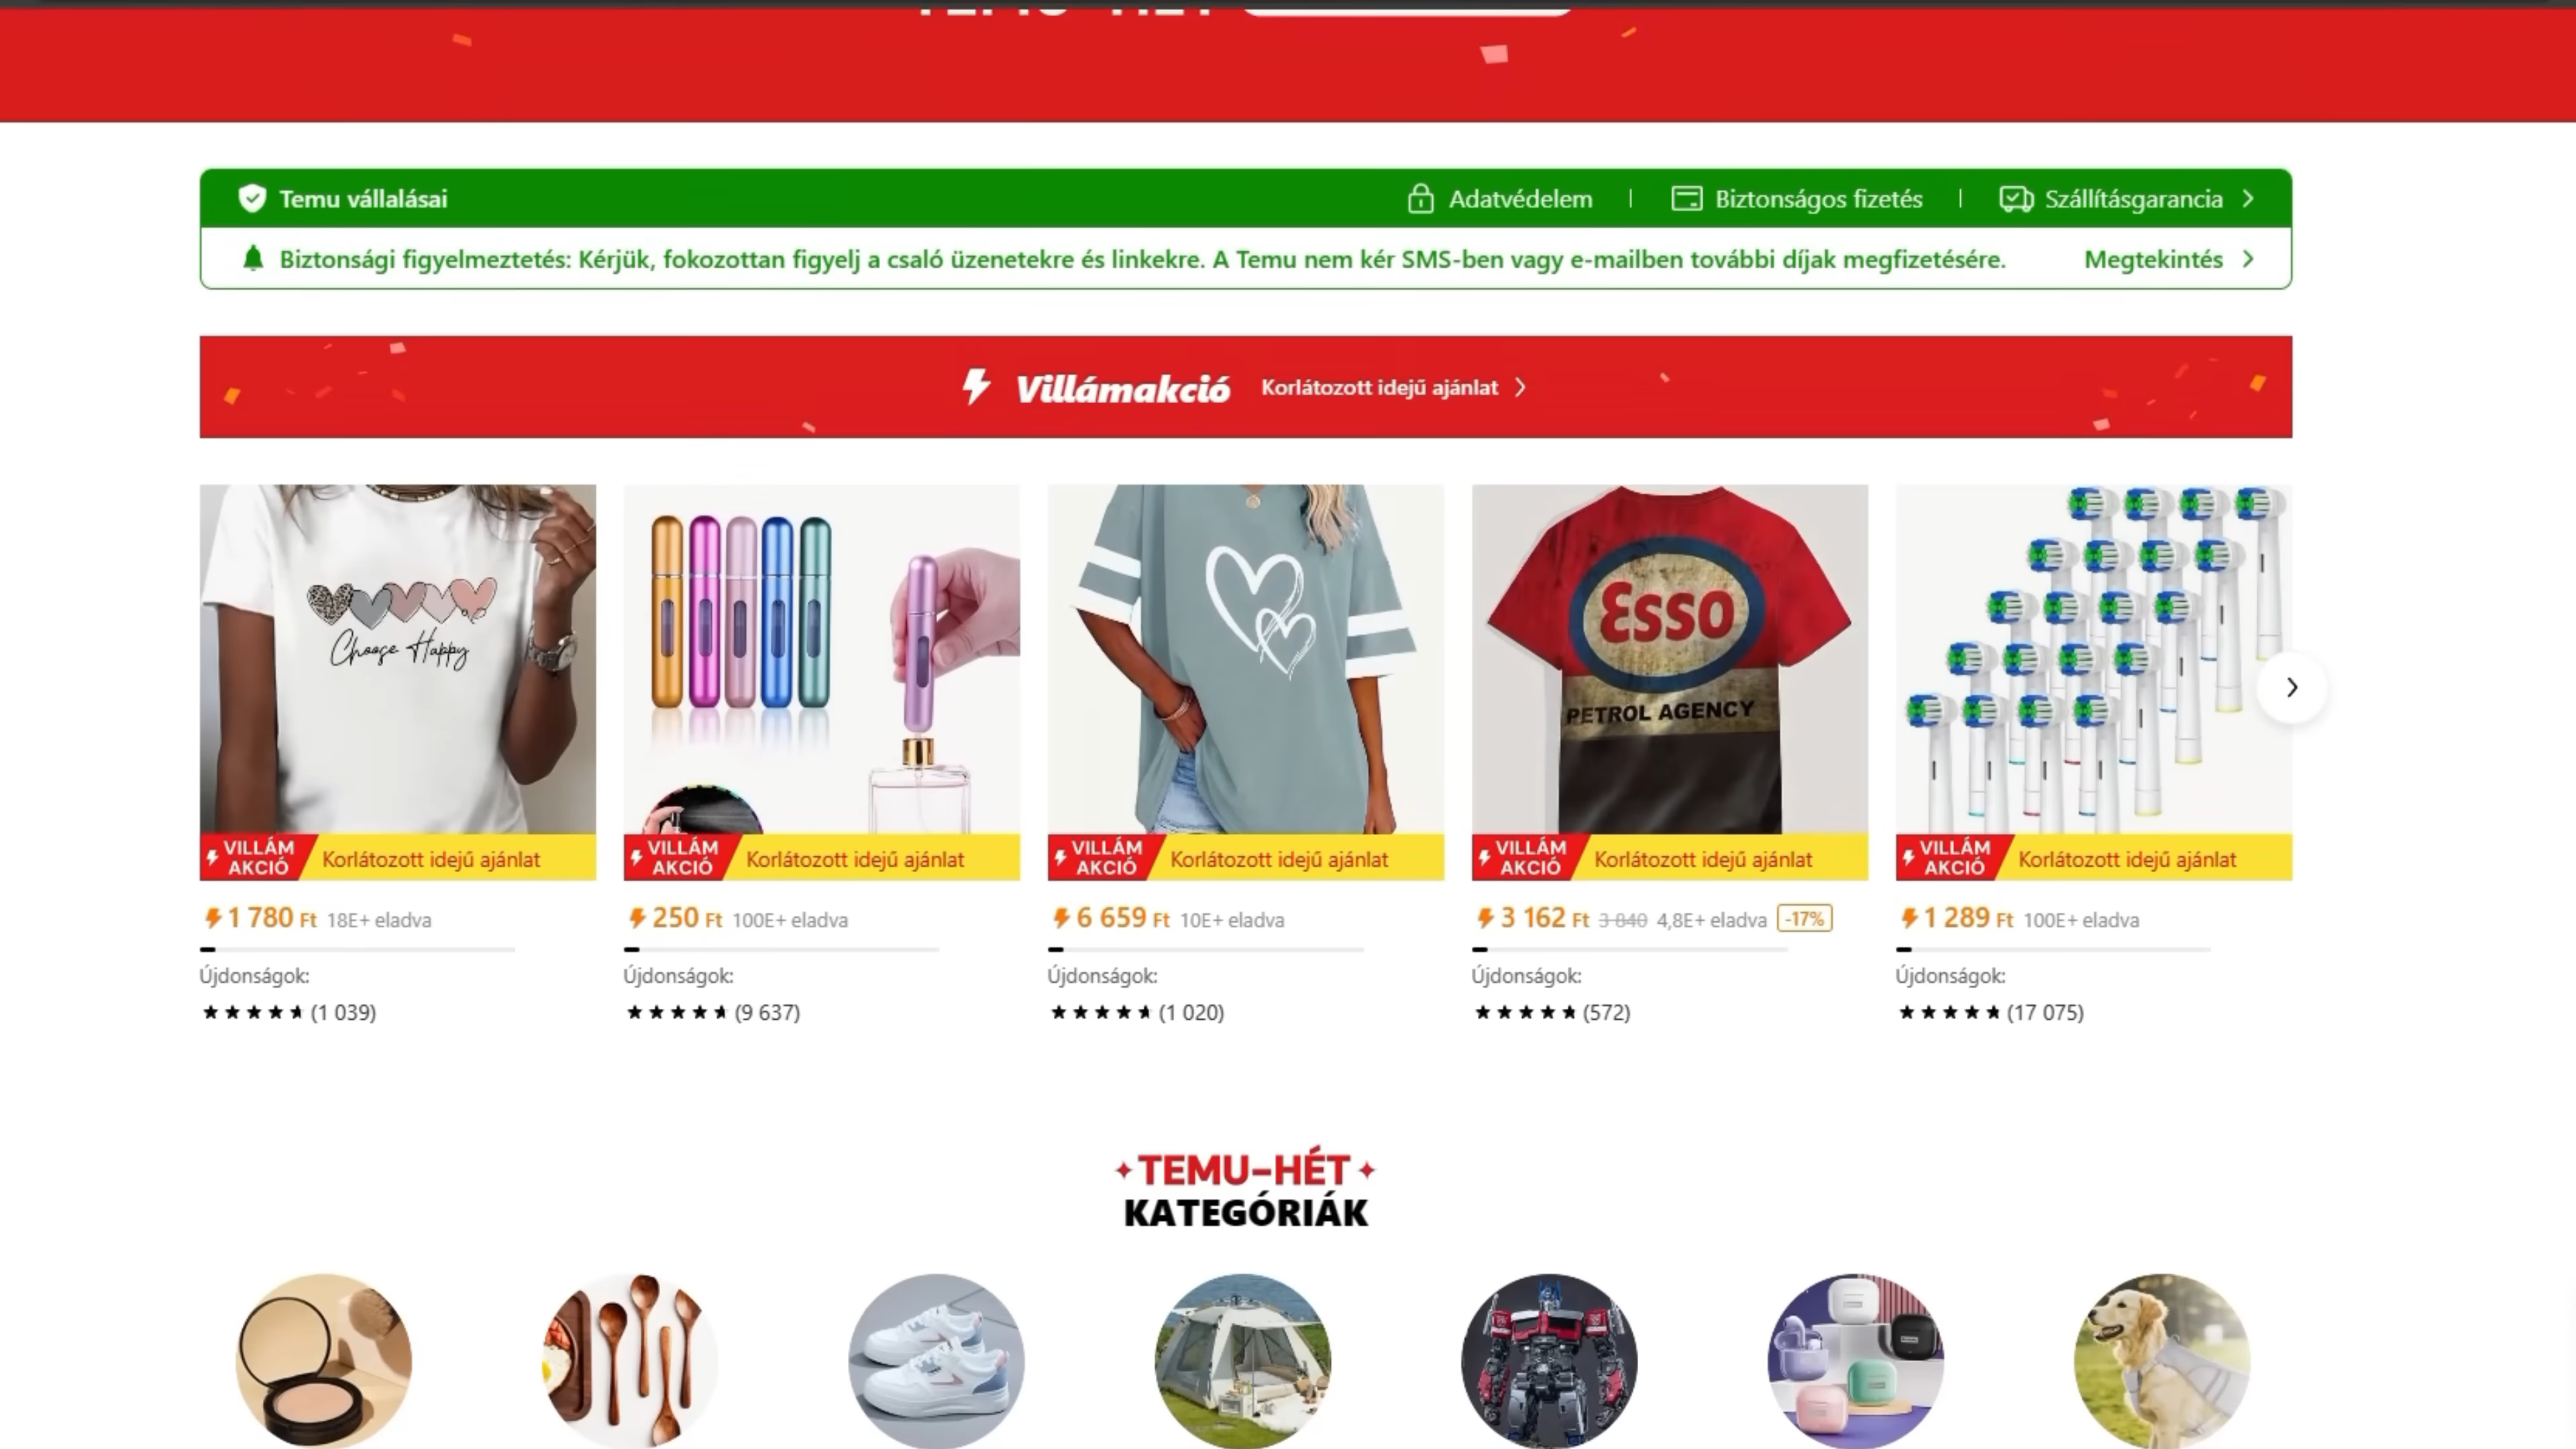 TEMU-HÉT
Temu vállalásai
Adatvédelem | Biztonságos fizetés | Szállításgarancia
Biztonsági figyelmeztetés: Kérjük, fokozottan figyelj a csaló üzenetekre és linkekre. A Temu nem kér SMS-ben vagy e-mailben további díjak megfizetésére.
Megtekintés
Villámakció Korlátozott idejű ajánlat
Choose Happy
VILLÁM AKCIÓ Korlátozott idejű ajánlat
1 780 Ft 18E+ eladva
Újdonságok:
(1 039)
VILLÁM AKCIÓ Korlátozott idejű ajánlat
250 Ft 100E+ eladva
Újdonságok:
(9 637)
VILLÁM AKCIÓ Korlátozott idejű ajánlat
6 659 Ft 10E+ eladva
Újdonságok:
(1 020)
Esso
PETROL AGENCY
VILLÁM AKCIÓ Korlátozott idejű ajánlat
3 162 Ft 3 840 4,8E+ eladva -17%
Újdonságok:
(572)
VILLÁM AKCIÓ Korlátozott idejű ajánlat
1 289 Ft 100E+ eladva
Újdonságok:
(17 075)
TEMU-HÉT
KATEGÓRIÁK